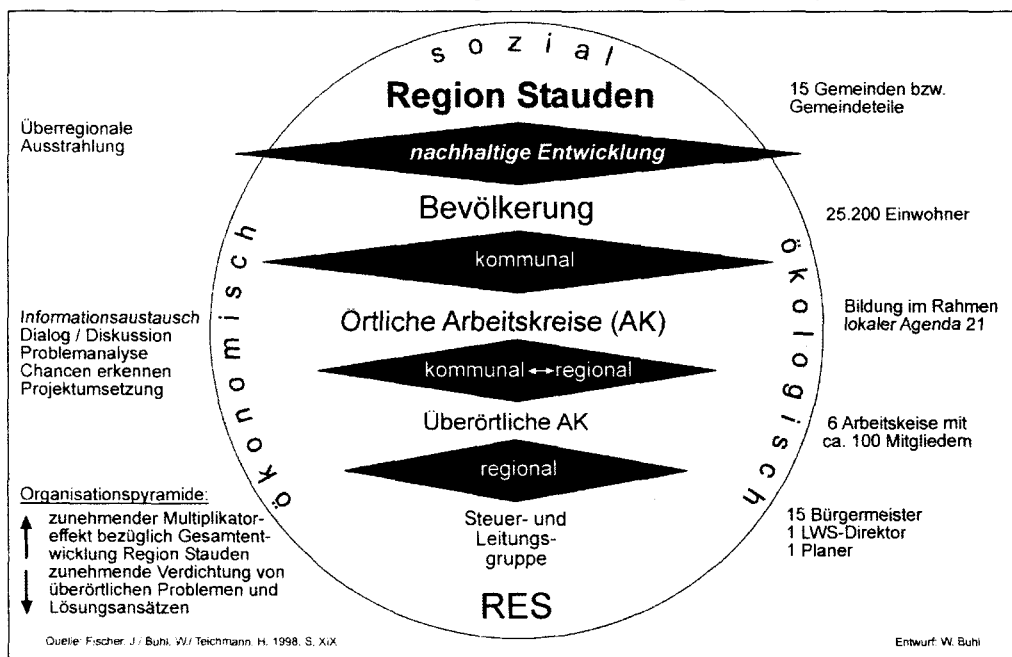 sozial
Region Stauden
15 Gemeinden bzw.
Gemeindeteile
Überregionale
Ausstrahlung
nachhaltige Entwicklung
Bevölkerung
25.200 Einwohner
kommunal
ökonomisch
ökologisch
Informationsaustausch
Dialog / Diskussion
Problemanalyse
Chancen erkennen
Projektumsetzung
Örtliche Arbeitskreise (AK)
Bildung im Rahmen
lokaler Agenda 21
kommunal ↔ regional
Überörtliche AK
6 Arbeitskeise mit
ca. 100 Mitgliedern
regional
Organisationspyramide:
↑ zunehmender Multiplikator-
effekt bezüglich Gesamtent-
wicklung Region Stauden
↓ zunehmende Verdichtung von
überörtlichen Problemen und
Lösungsansätzen
Steuer- und
Leitungs-
gruppe
15 Bürgermeister
1 LWS-Direktor
1 Planer
RES
Quelle: Fischer, J./ Buhl, W./ Teichmann, H. 1998, S. XIX
Entwurf: W. Buhl